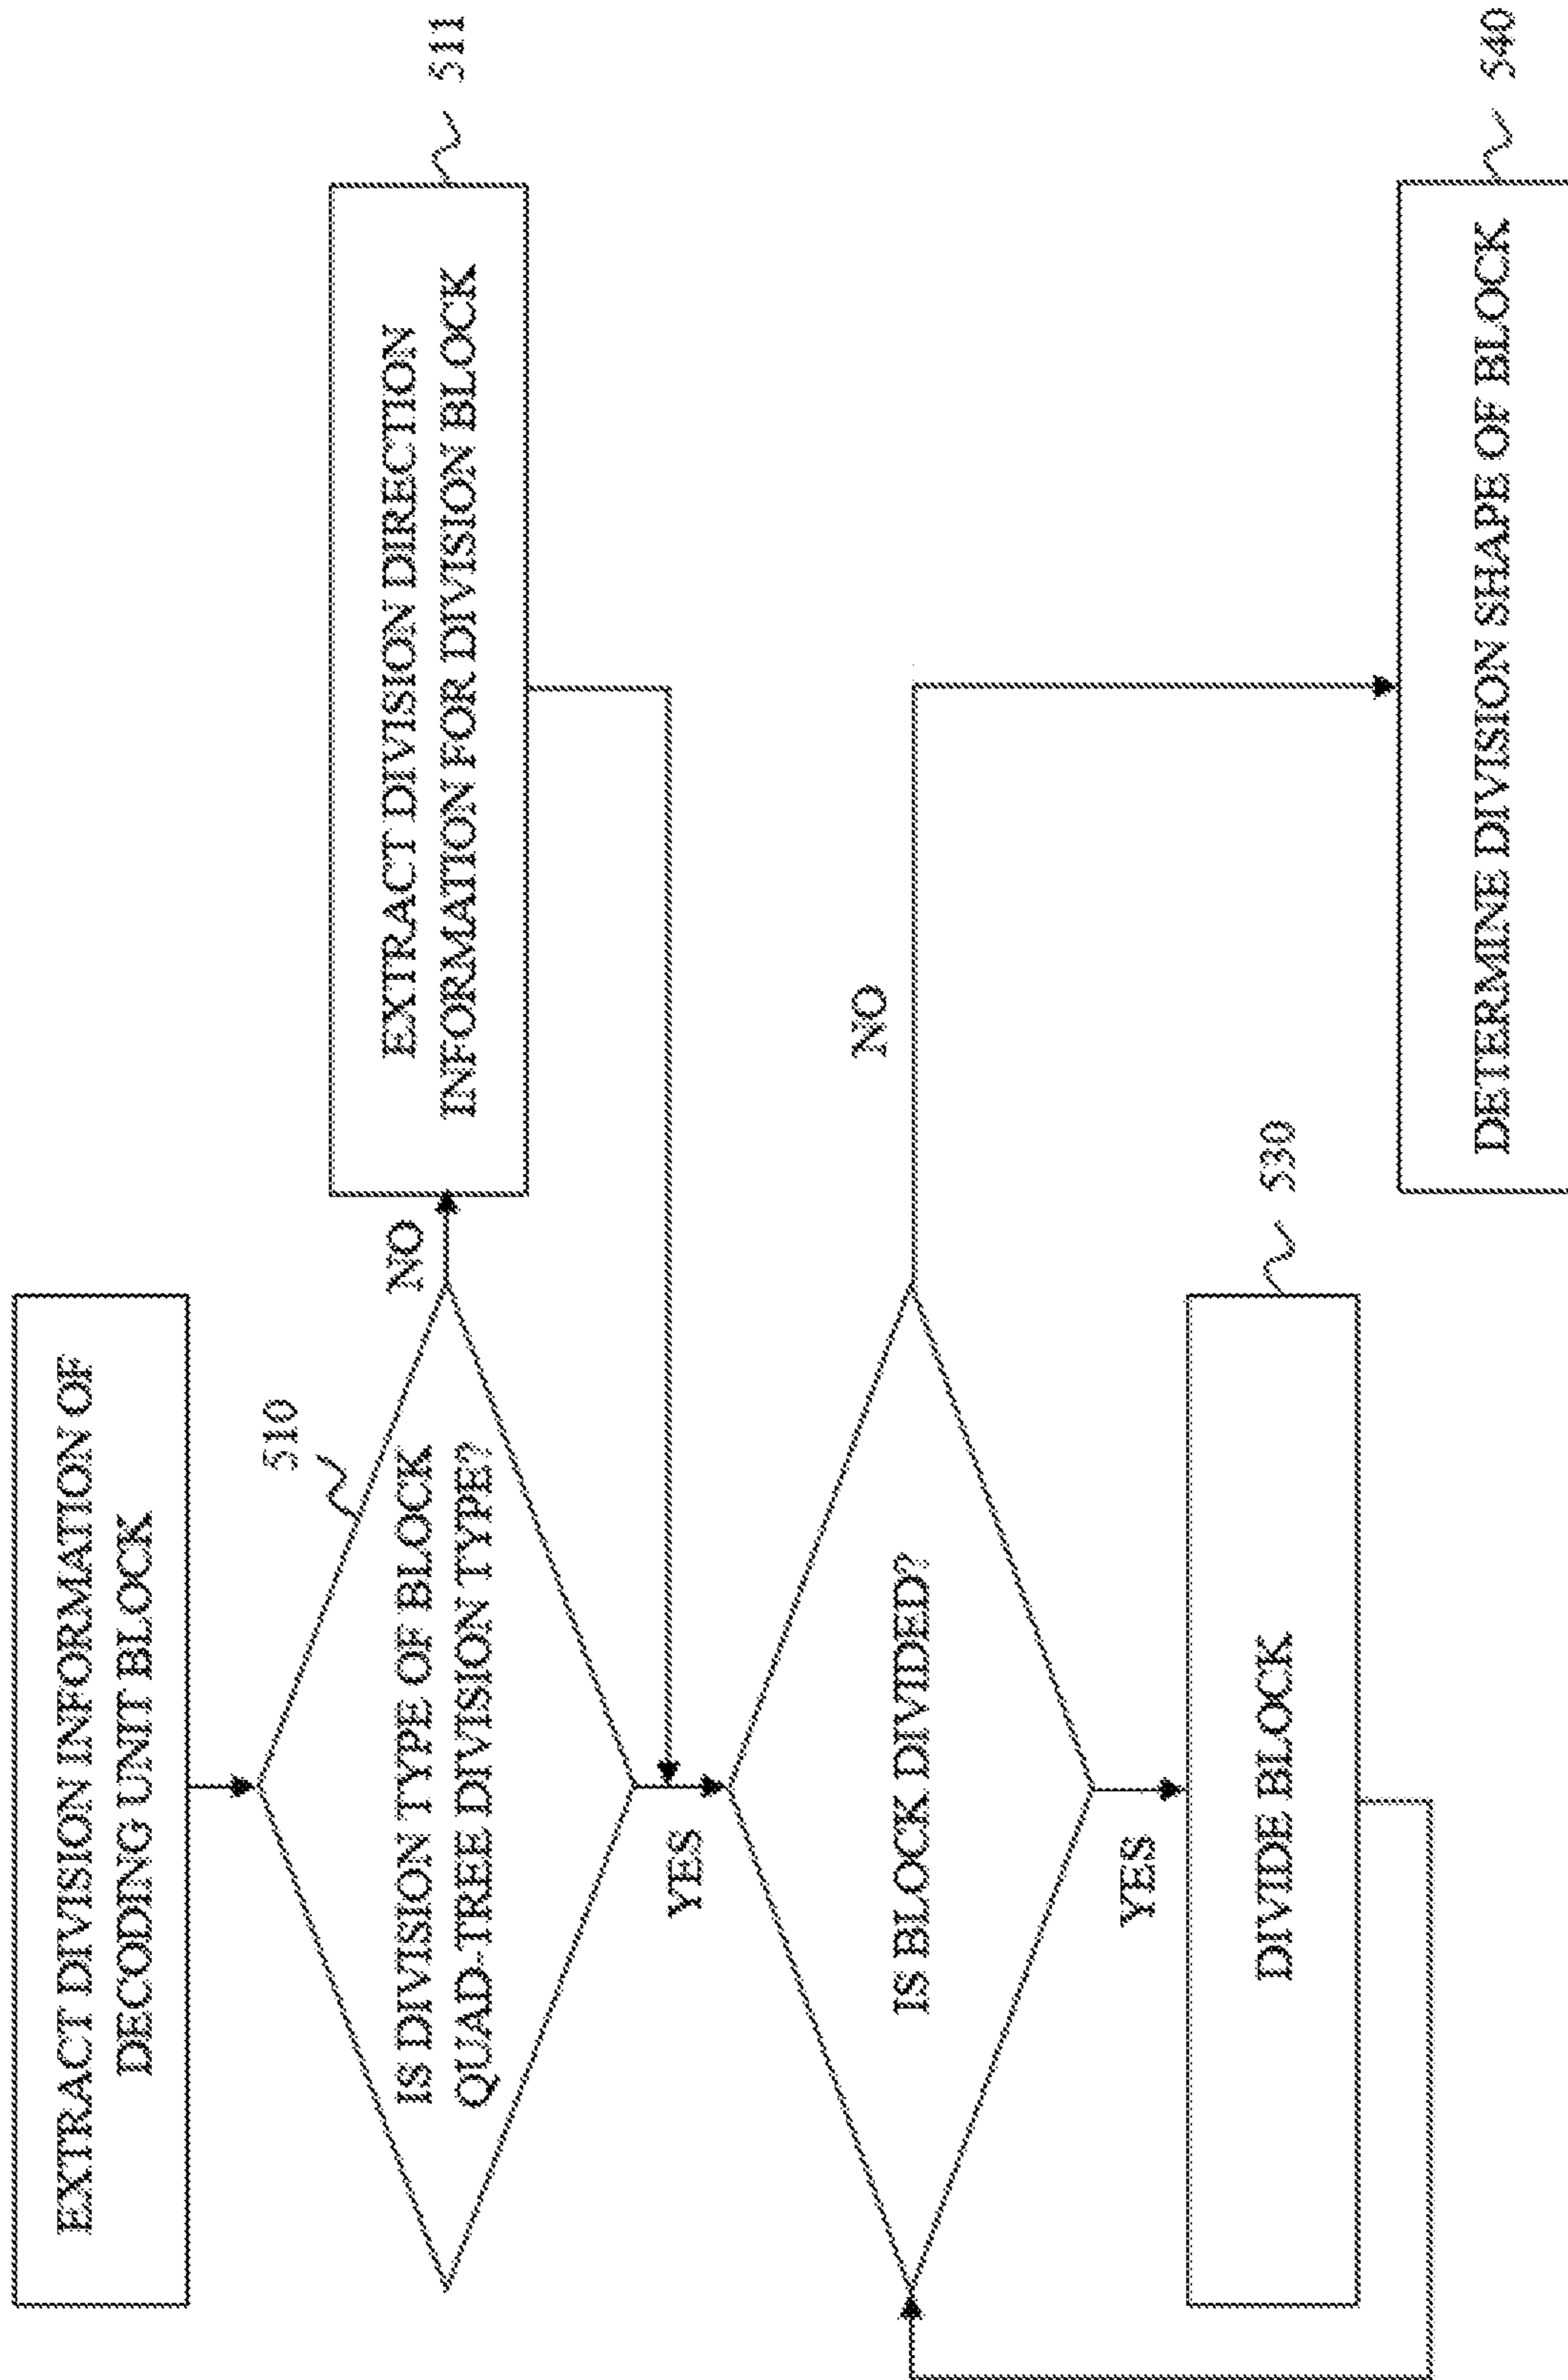 EXTRACT DIVISION INFORMATION OF
DECODING UNIT BLOCK
510
IS DIVISION TYPE OF BLOCK
QUAD-TREE DIVISION TYPE?
NO
EXTRACT DIVISION DIRECTION
INFORMATION FOR DIVISION BLOCK
511
YES
IS BLOCK DIVIDED?
NO
YES
DIVIDE BLOCK
530
DETERMINE DIVISION SHAPE OF BLOCK
540